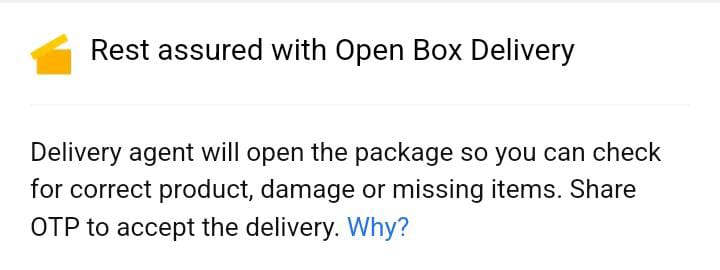 Rest assured with Open Box Delivery
Delivery agent will open the package so you can check
for correct product, damage or missing items. Share
OTP to accept the delivery. Why?